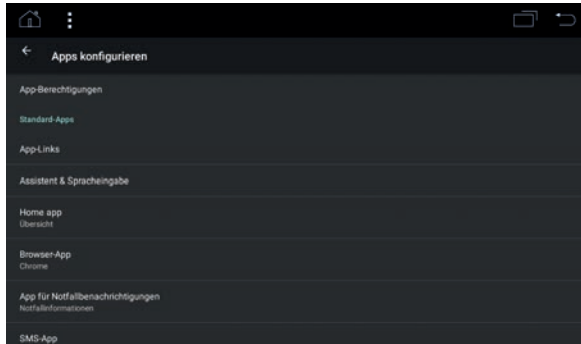 Apps konfigurieren
App-Berechtigungen
Standard-Apps
App-Links
Assistent & Spracheingabe
Home app
Übersicht
Browser-App
Chrome
App für Notfallbenachrichtigungen
Notfallinformationen
SMS-App